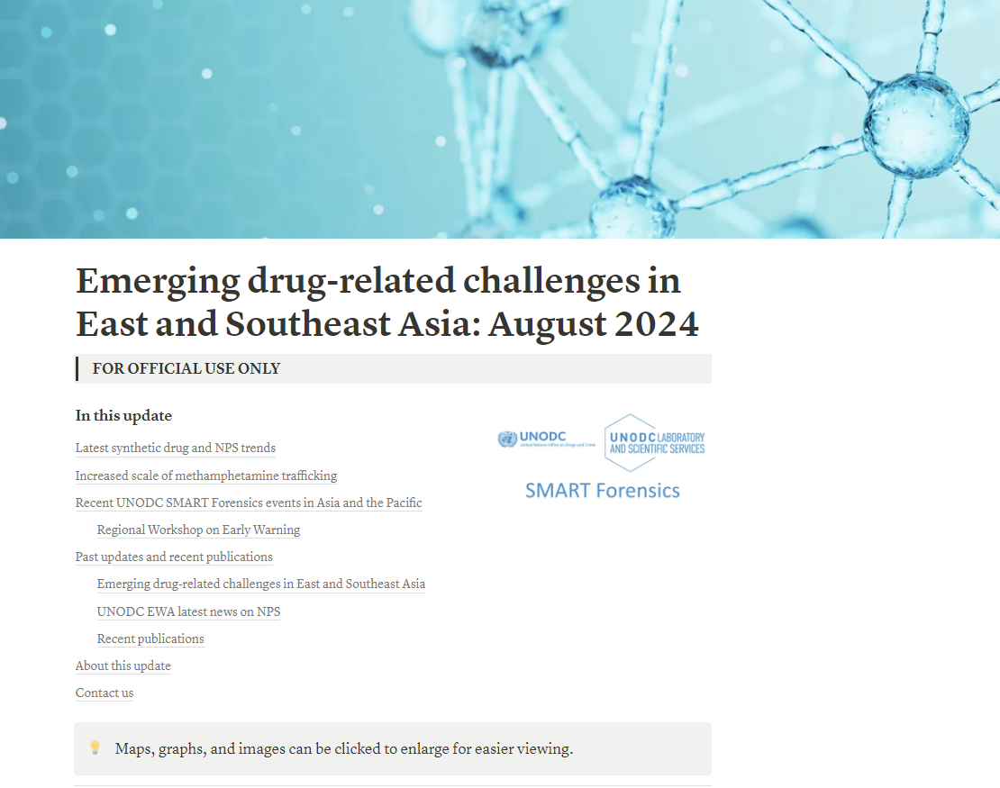 Emerging drug-related challenges in
East and Southeast Asia: August 2024
FOR OFFICIAL USE ONLY
In this update
Latest synthetic drug and NPS trends
Increased scale of methamphetamine trafficking
Recent UNODC SMART Forensics events in Asia and the Pacific
Regional Workshop on Early Warning
Past updates and recent publications
Emerging drug-related challenges in East and Southeast Asia
UNODC EWA latest news on NPS
Recent publications
About this update
Contact us
UNODC
United Nations Office on Drugs and Crime
UNODC LABORATORY
AND SCIENTIFIC SERVICES
SMART Forensics
Maps, graphs, and images can be clicked to enlarge for easier viewing.